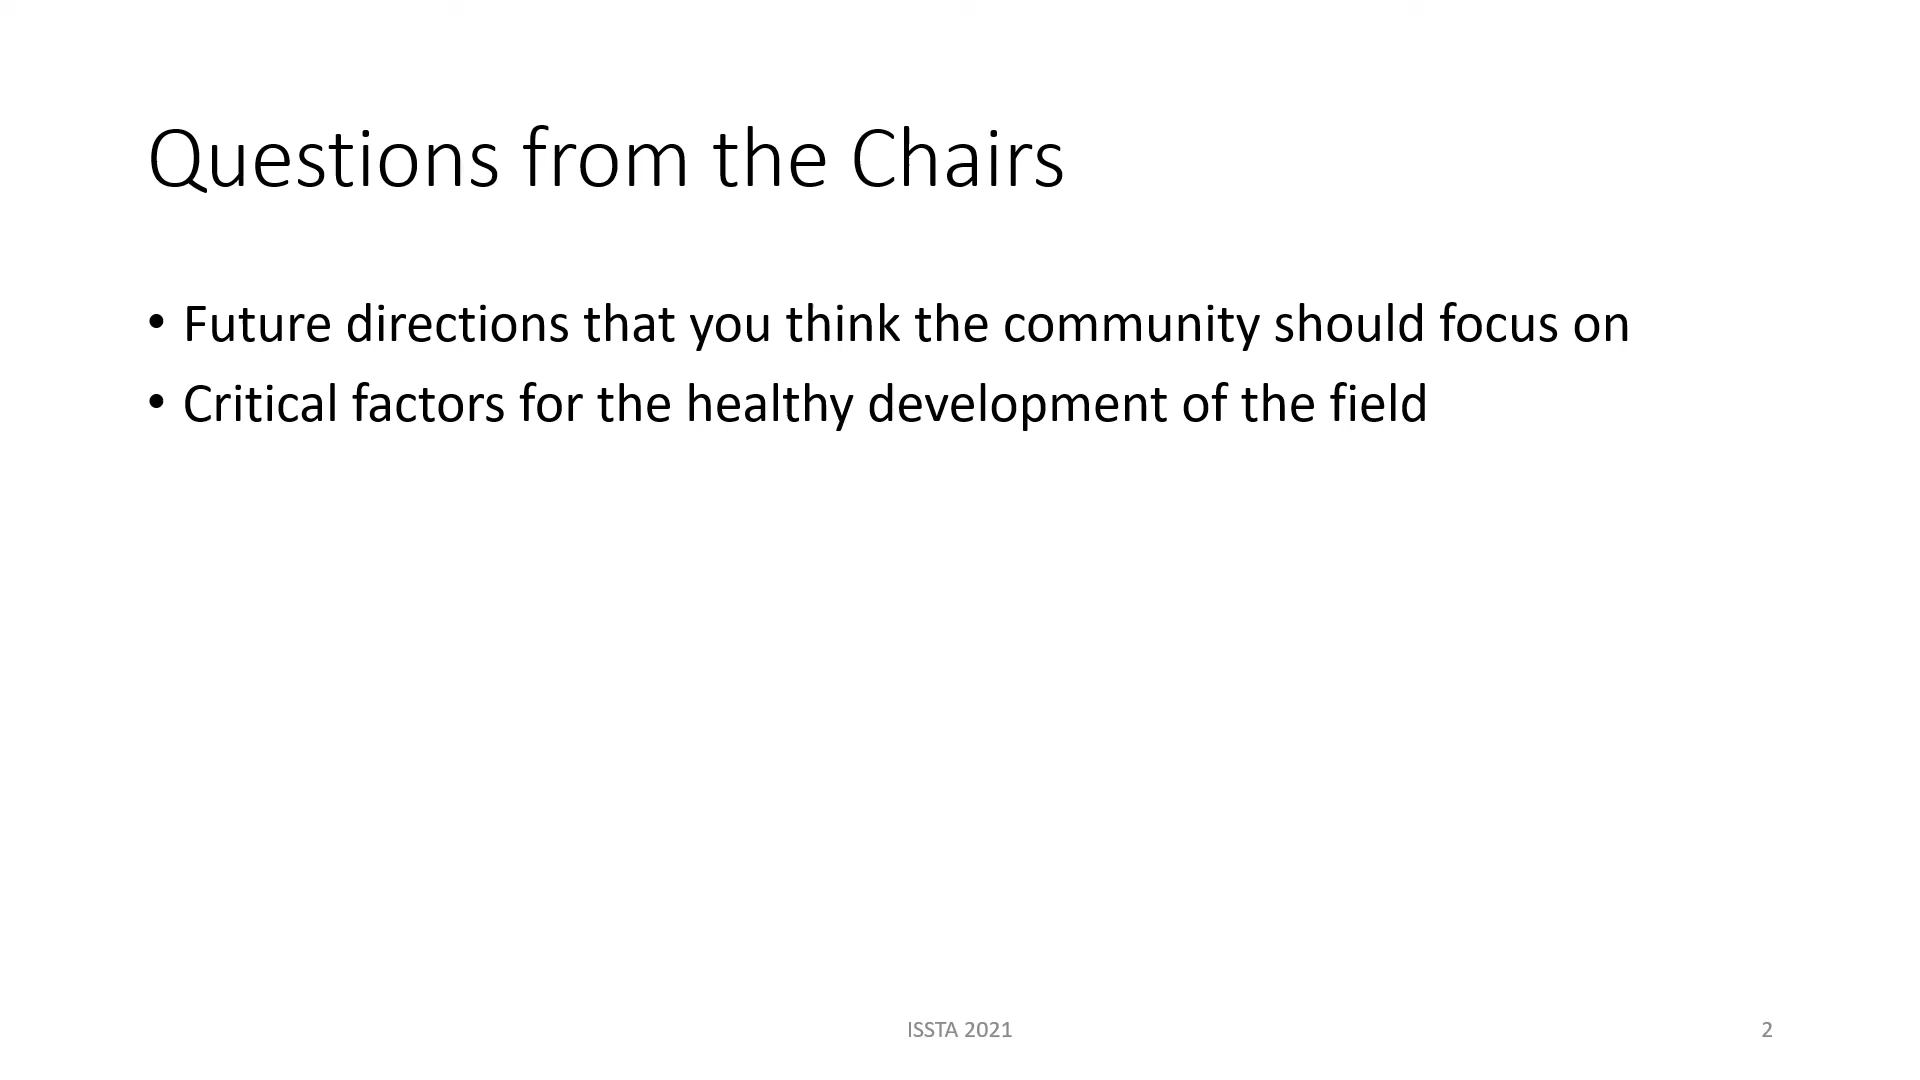 Questions from the Chairs
• Future directions that you think the community should focus on
• Critical factors for the healthy development of the field
ISSTA 2021
2